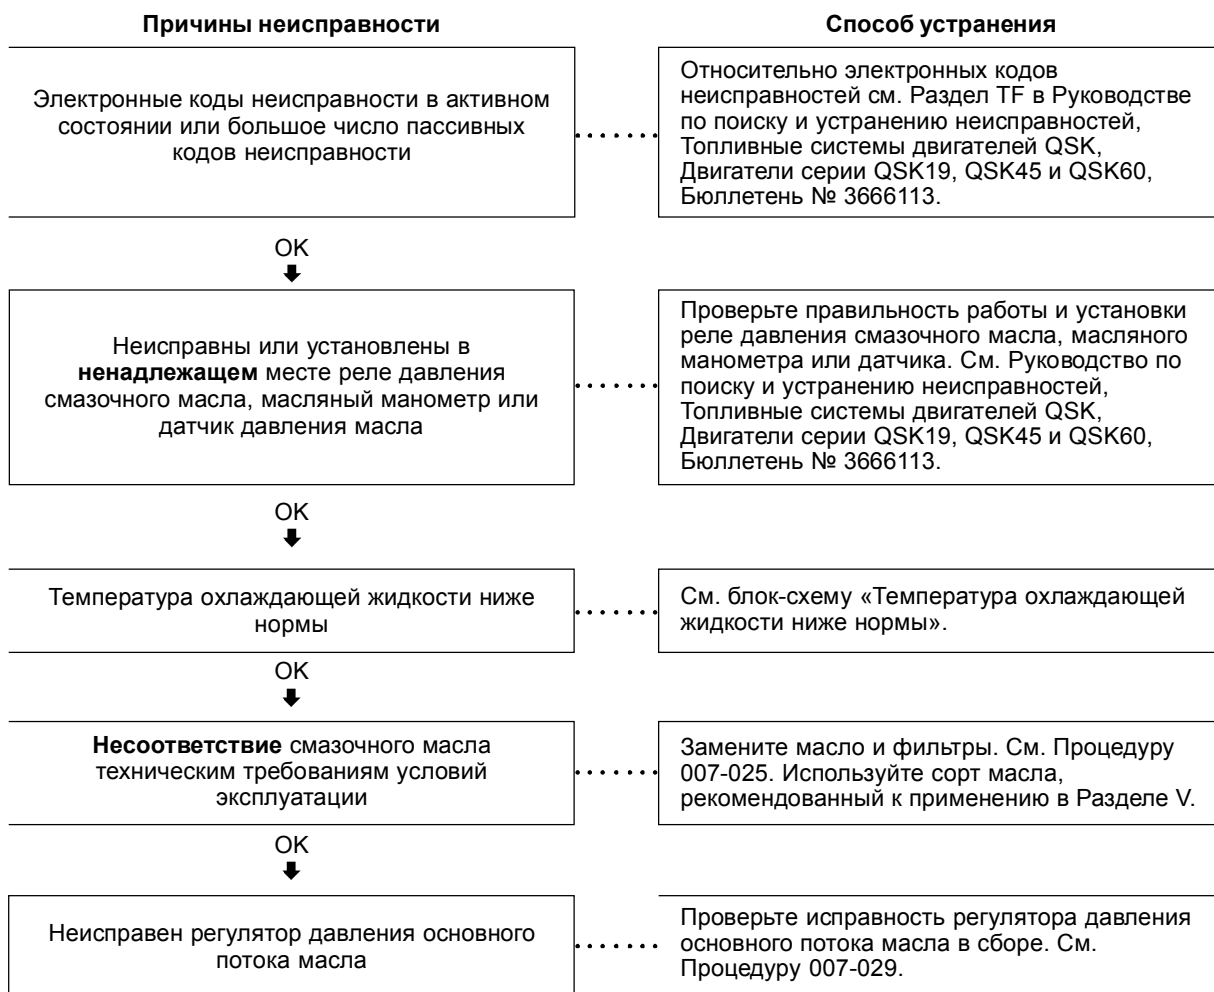 Причины неисправности
Способ устранения
Электронные коды неисправности в активном
состоянии или большое число пассивных
кодов неисправности
Относительно электронных кодов
неисправностей см. Раздел TF в Руководстве
по поиску и устранению неисправностей,
Топливные системы двигателей QSK,
Двигатели серии QSK19, QSK45 и QSK60,
Бюллетень № 3666113.
OK
Неисправны или установлены в
ненадлежащем месте реле давления
смазочного масла, масляный манометр или
датчик давления масла
Проверьте правильность работы и установки
реле давления смазочного масла, масляного
манометра или датчика. См. Руководство по
поиску и устранению неисправностей,
Топливные системы двигателей QSK,
Двигатели серии QSK19, QSK45 и QSK60,
Бюллетень № 3666113.
OK
Температура охлаждающей жидкости ниже
нормы
См. блок-схему «Температура охлаждающей
жидкости ниже нормы».
OK
Несоответствие смазочного масла
техническим требованиям условий
эксплуатации
Замените масло и фильтры. См. Процедуру
007-025. Используйте сорт масла,
рекомендованный к применению в Разделе V.
OK
Неисправен регулятор давления основного
потока масла
Проверьте исправность регулятора давления
основного потока масла в сборе. См.
Процедуру 007-029.